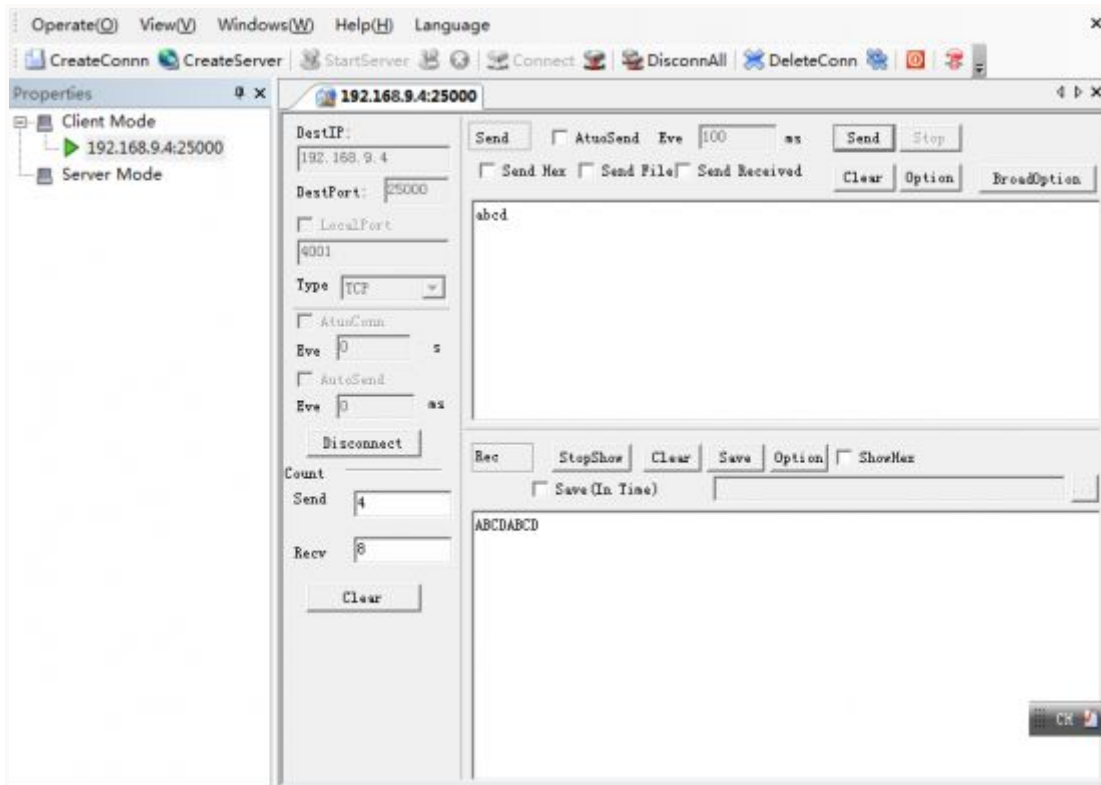 Operate(O) View(V) Windows(W) Help(H) Language
CreateConnn CreateServer StartServer Connect DisconnAll DeleteConn
Properties
Client Mode
192.168.9.4:25000
Server Mode
192.168.9.4:25000
DestIP:
192.168.9.4
DestPort: 25000
LocalPort
4001
Type TCP
AtuoConn
Eve 0 s
AutoSend
Eve 0 ms
Disconnect
Count
Send 4
Recv 8
Clear
Send AtuoSend Eve 100 ms Send Stop
Send Hex Send File Send Received Clear Option BroadOption
abcd
Rec StopShow Clear Save Option ShowHex
Save(In Time)
ABCDABCD
CH